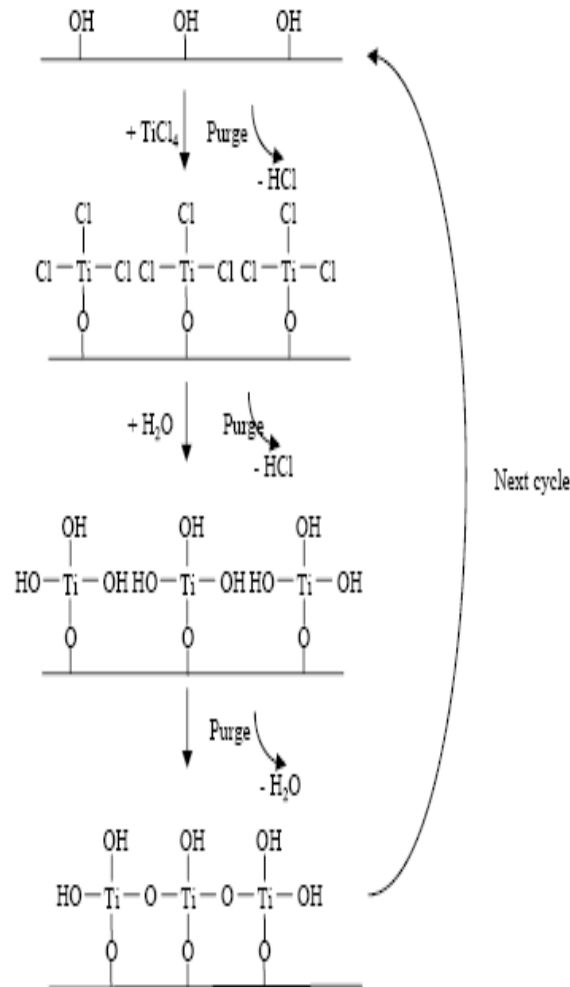 OH OH OH
+ TiCl₄ Purge
- HCl
Cl Cl Cl
Cl Ti Cl Cl Ti Cl Cl Ti Cl
O O O
+ H₂O Purge
- HCl
Next cycle
OH OH OH
HO Ti OH HO Ti OH HO Ti OH
O O O
Purge
- H₂O
OH OH OH
HO Ti O Ti O Ti OH
O O O